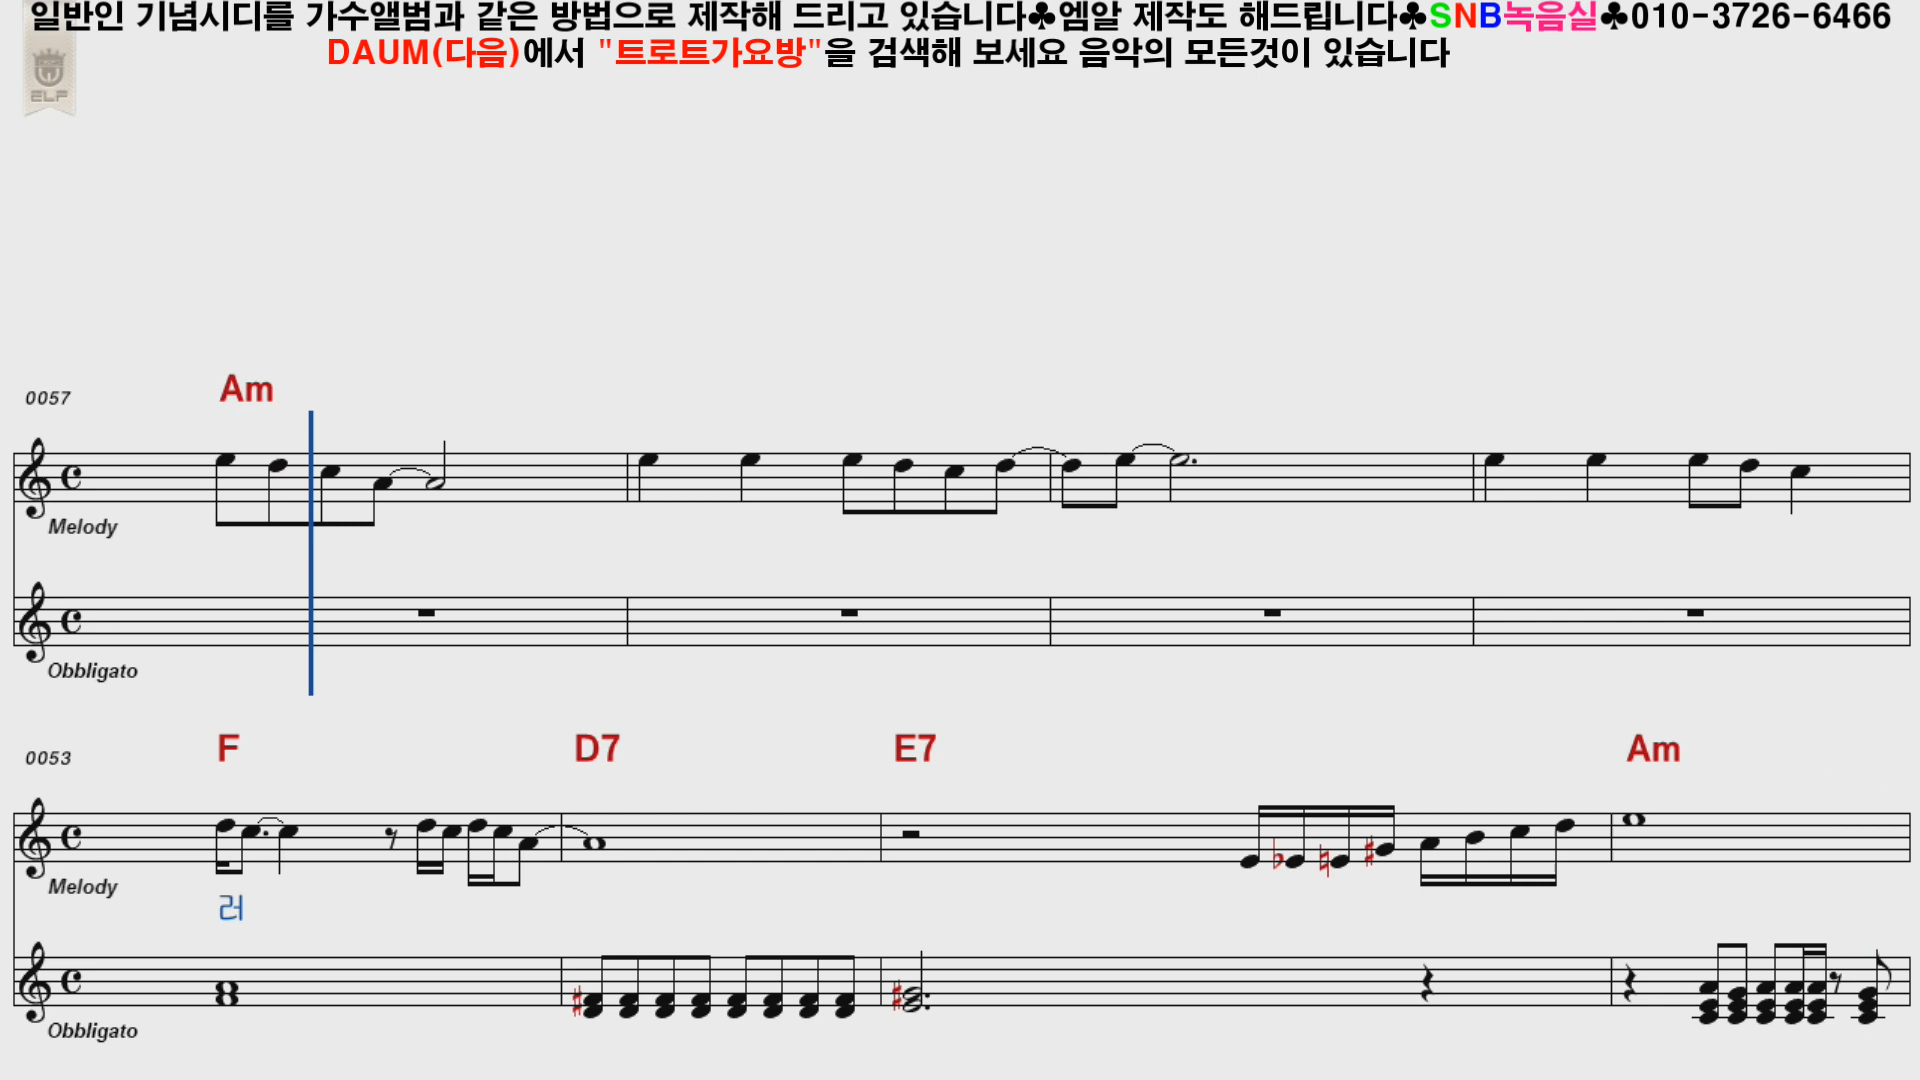 일반인 기념시디를 가수앨범과 같은 방법으로 제작해 드리고 있습니다♣엠알 제작도 해드립니다♣SNB녹음실♣010-3726-6466
DAUM(다음)에서 "트로트가요방"을 검색해 보세요 음악의 모든것이 있습니다
ELF
0057 Am
Melody
Obbligato
0053 F D7 E7 Am
Melody
러
Obbligato